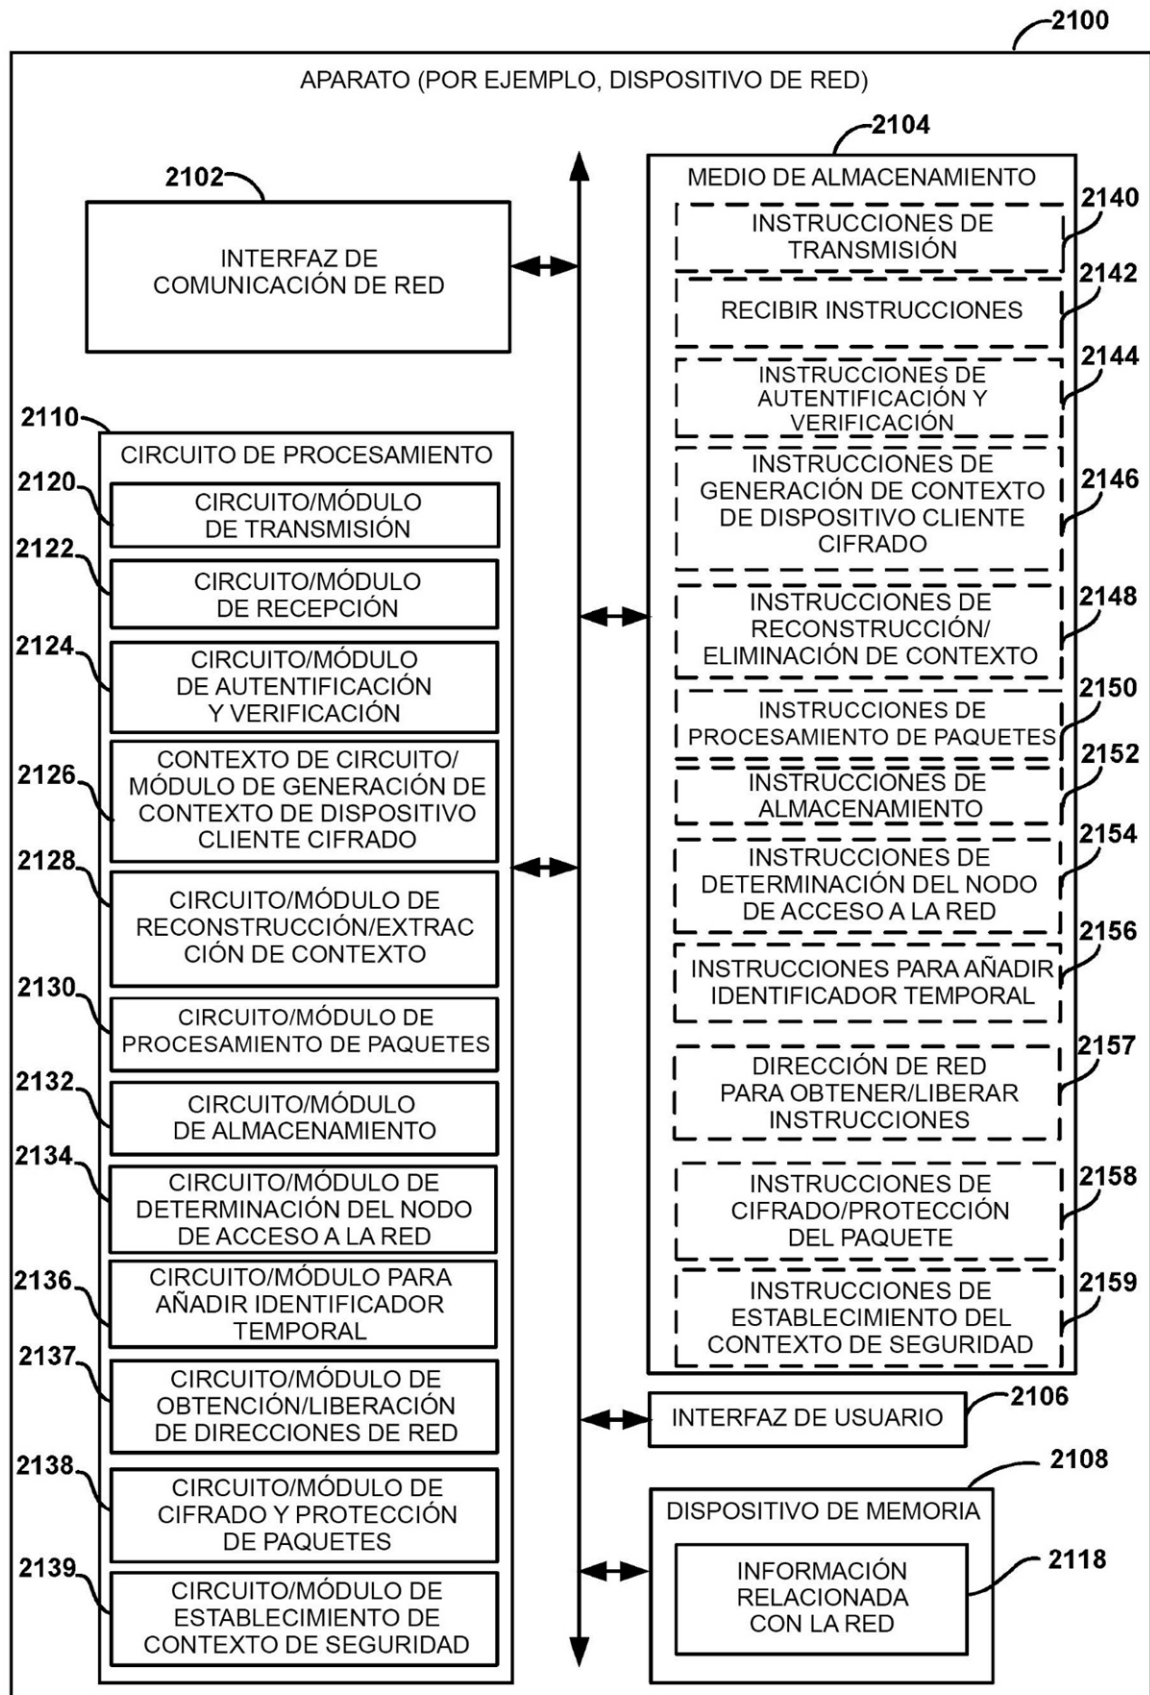 2100
APARATO (POR EJEMPLO, DISPOSITIVO DE RED)
2102
INTERFAZ DE
COMUNICACIÓN DE RED
2110
CIRCUITO DE PROCESAMIENTO
2120
CIRCUITO/MÓDULO
DE TRANSMISIÓN
2122
CIRCUITO/MÓDULO
DE RECEPCIÓN
2124
CIRCUITO/MÓDULO
DE AUTENTIFICACIÓN
Y VERIFICACIÓN
2126
CONTEXTO DE CIRCUITO/
MÓDULO DE GENERACIÓN DE
CONTEXTO DE DISPOSITIVO
CLIENTE CIFRADO
2128
CIRCUITO/MÓDULO DE
RECONSTRUCCIÓN/EXTRAC
CIÓN DE CONTEXTO
2130
CIRCUITO/MÓDULO DE
PROCESAMIENTO DE PAQUETES
2132
CIRCUITO/MÓDULO
DE ALMACENAMIENTO
2134
CIRCUITO/MÓDULO DE
DETERMINACIÓN DEL NODO
DE ACCESO A LA RED
2136
CIRCUITO/MÓDULO PARA
AÑADIR IDENTIFICADOR
TEMPORAL
2137
CIRCUITO/MÓDULO DE
OBTENCIÓN/LIBERACIÓN
DE DIRECCIONES DE RED
2138
CIRCUITO/MÓDULO DE
CIFRADO Y PROTECCIÓN
DE PAQUETES
2139
CIRCUITO/MÓDULO DE
ESTABLECIMIENTO DE
CONTEXTO DE SEGURIDAD
2104
MEDIO DE ALMACENAMIENTO
2140
INSTRUCCIONES DE
TRANSMISIÓN
2142
RECIBIR INSTRUCCIONES
2144
INSTRUCCIONES DE
AUTENTIFICACIÓN Y
VERIFICACIÓN
2146
INSTRUCCIONES DE
GENERACIÓN DE CONTEXTO
DE DISPOSITIVO CLIENTE
CIFRADO
2148
INSTRUCCIONES DE
RECONSTRUCCIÓN/
ELIMINACIÓN DE CONTEXTO
2150
INSTRUCCIONES DE
PROCESAMIENTO DE PAQUETES
2152
INSTRUCCIONES DE
ALMACENAMIENTO
2154
INSTRUCCIONES DE
DETERMINACIÓN DEL NODO
DE ACCESO A LA RED
2156
INSTRUCCIONES PARA AÑADIR
IDENTIFICADOR TEMPORAL
2157
DIRECCIÓN DE RED
PARA OBTENER/LIBERAR
INSTRUCCIONES
2158
INSTRUCCIONES DE
CIFRADO/PROTECCIÓN
DEL PAQUETE
2159
INSTRUCCIONES DE
ESTABLECIMIENTO DEL
CONTEXTO DE SEGURIDAD
2106
INTERFAZ DE USUARIO
2108
DISPOSITIVO DE MEMORIA
2118
INFORMACIÓN
RELACIONADA
CON LA RED